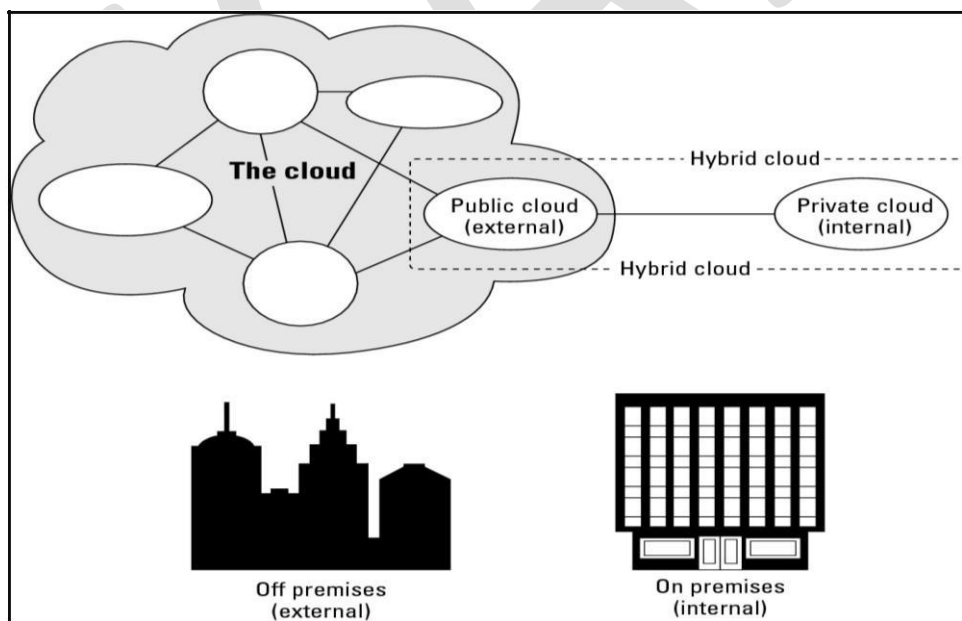 Hybrid cloud
The cloud
Public cloud
(external)
Private cloud
(internal)
Hybrid cloud
Off premises
(external)
On premises
(internal)